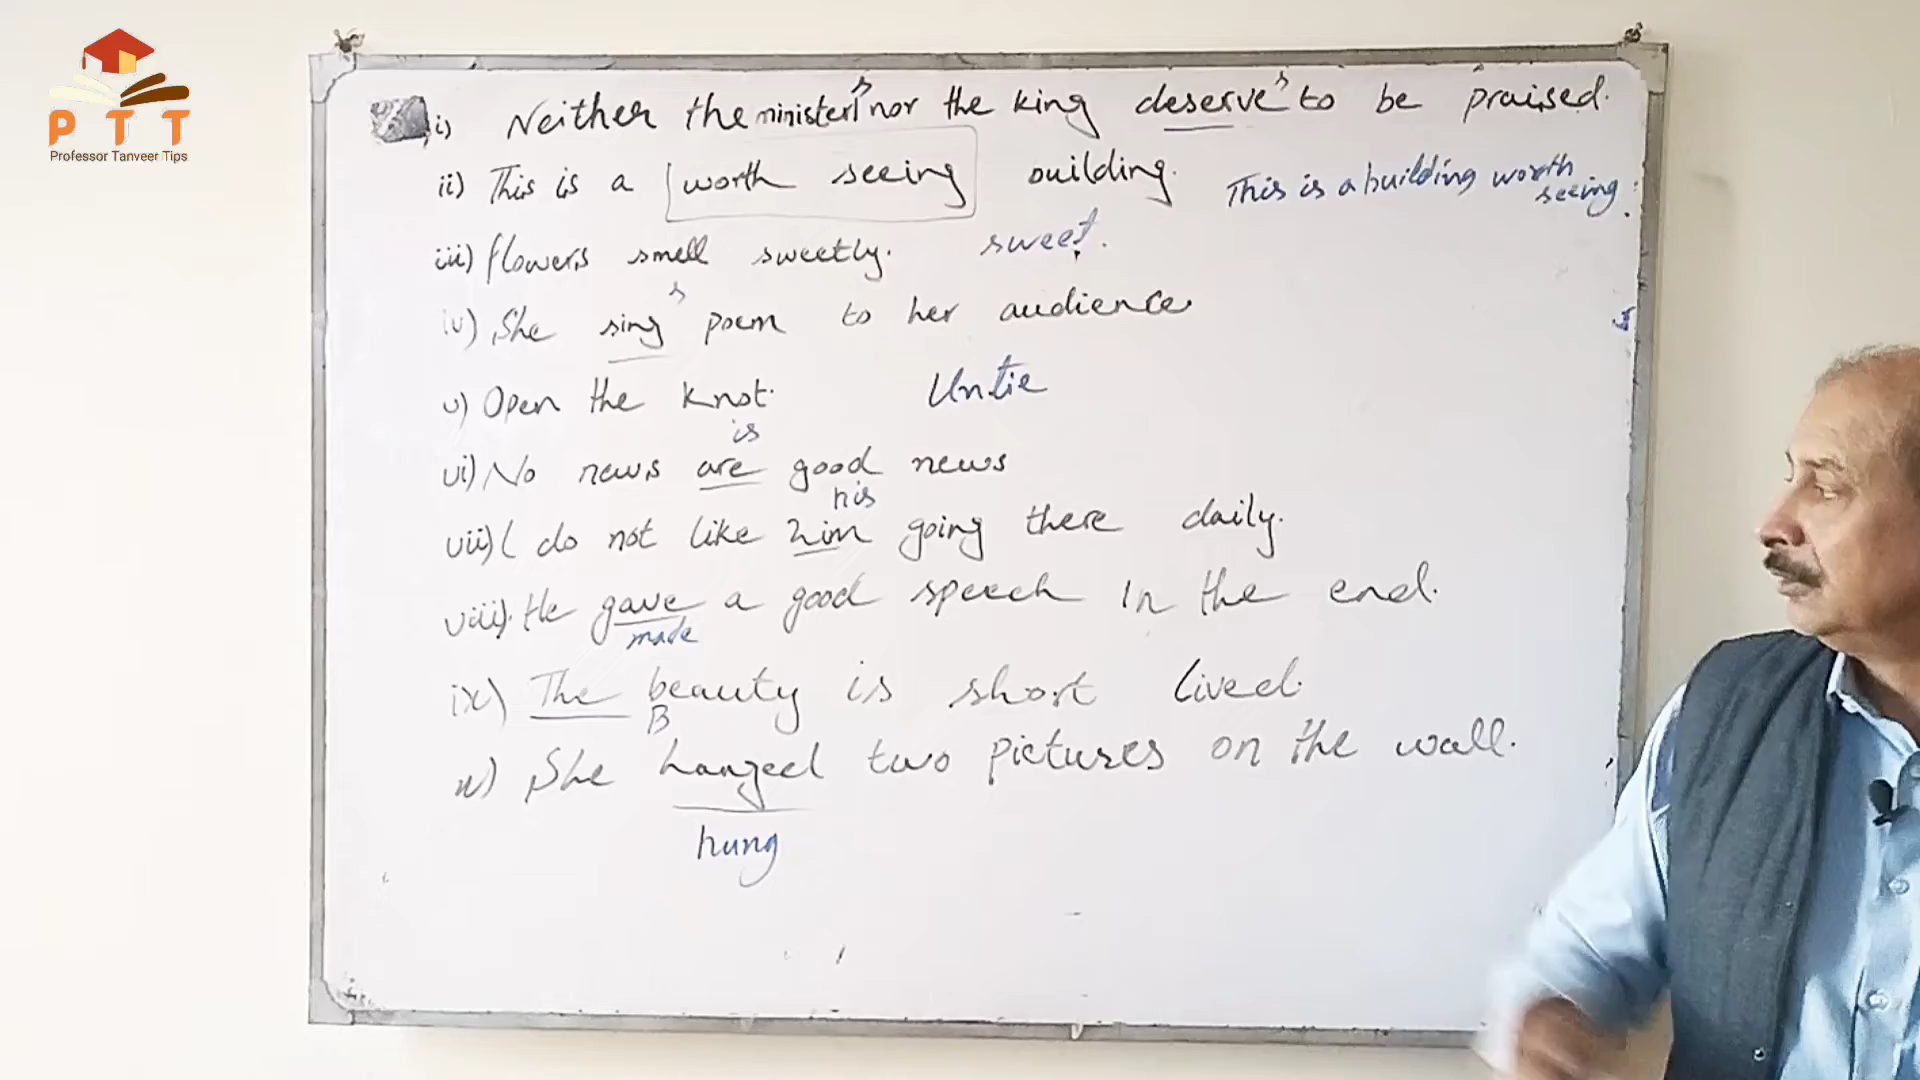 P T T
Professor Tanveer Tips
i) Neither the ministers nor the king deserves to be praised.
ii) This is a worth seeing building. This is a building worth seeing.
iii) flowers smell sweetly. sweet.
iv) She sings poem to her audience
v) Open the knot. Untie
is
vi) No news are good news
his
vii) I do not like him going there daily.
viii). He gave a good speech in the end.
made
ix) The beauty is short lived.
B
x) She hanged two pictures on the wall.
hung